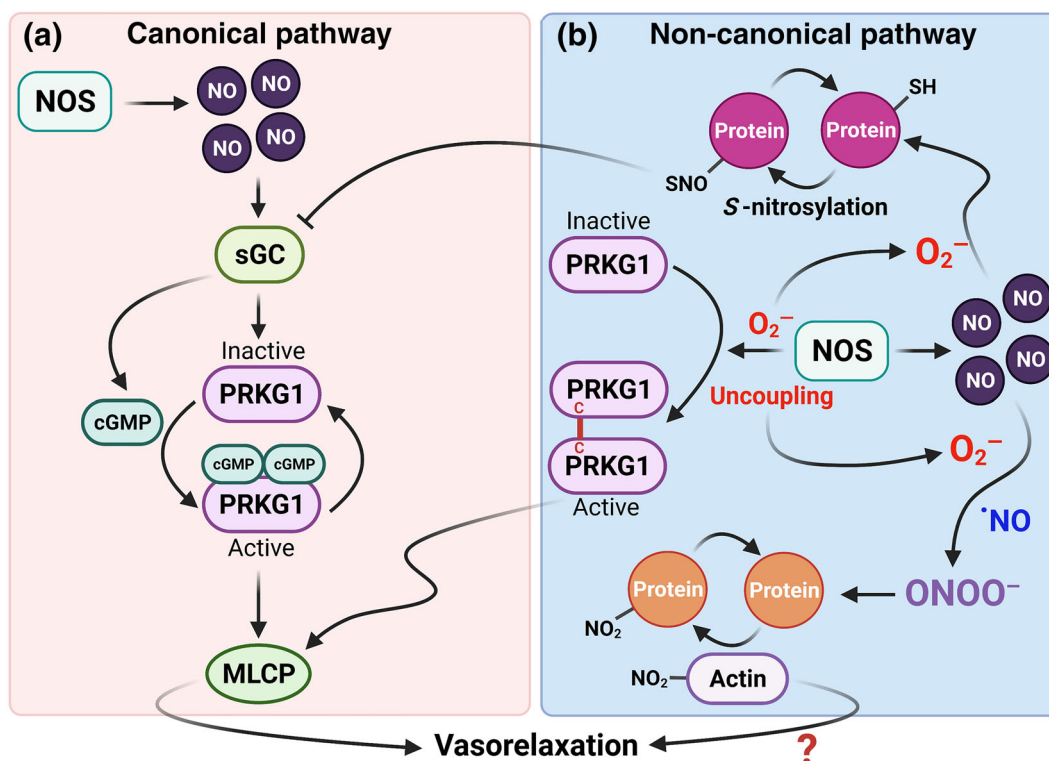 (a) Canonical pathway
NOS
NO
NO
NO
NO
sGC
cGMP
Inactive
PRKG1
cGMP
cGMP
PRKG1
Active
MLCP
(b) Non-canonical pathway
Protein
Protein
SH
SNO
S-nitrosylation
Inactive
PRKG1
O₂⁻
O₂⁻
NOS
NO
NO
NO
NO
Uncoupling
PRKG1
C
C
PRKG1
Active
O₂⁻
•NO
ONOO⁻
Protein
Protein
NO₂
NO₂
Actin
Vasorelaxation
?